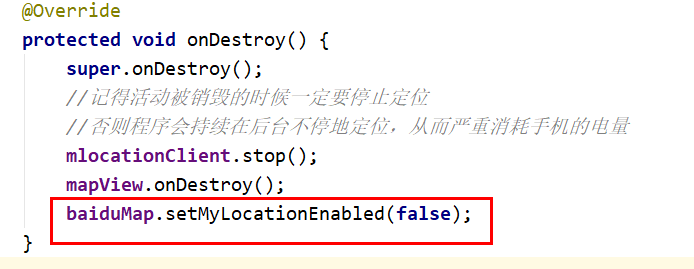 @Override
protected void onDestroy() {
super.onDestroy();
//记得活动被销毁的时候一定要停止定位
//否则程序会持续在后台不停地定位，从而严重消耗手机的电量
mlocationClient.stop();
mapView.onDestroy();
baiduMap.setMyLocationEnabled(false);
}